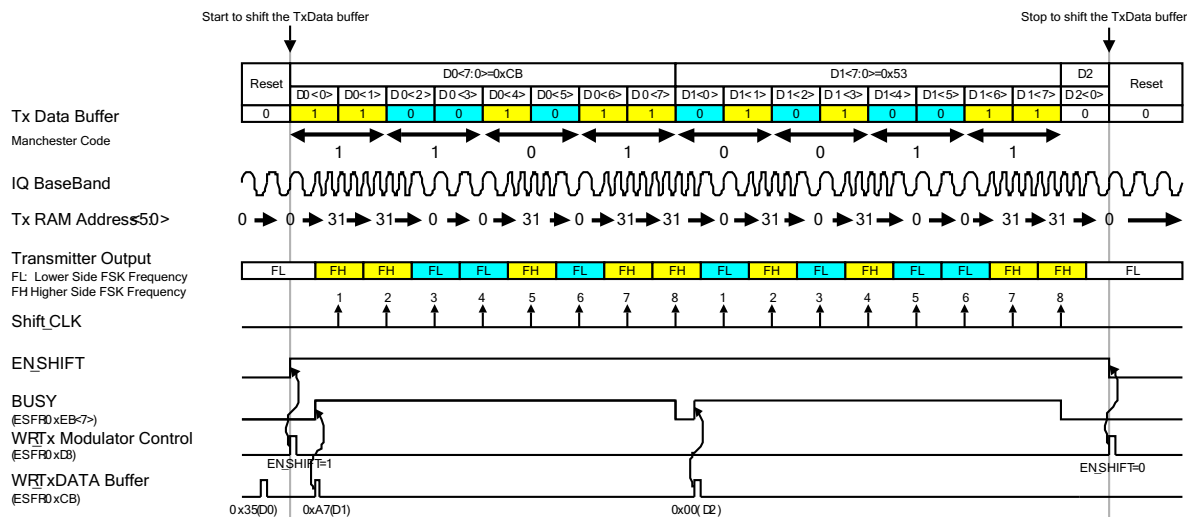 Start to shift the TxData buffer Stop to shift the TxData buffer
Reset D0<7:0>=0xCB D1<7:0>=0x53 D2 Reset
D0<0> D0<1> D0<2> D0<3> D0<4> D0<5> D0<6> D0<7> D1<0> D1<1> D1<2> D1<3> D1<4> D1<5> D1<6> D1<7> D2<0>
Tx Data Buffer 0 1 1 0 0 1 0 1 1 0 1 0 1 0 0 1 1 0 0
Manchester Code 1 1 0 1 0 0 1 1
IQ BaseBand
Tx RAM Address<5:0> 0 0 31 31 0 0 31 0 31 31 0 31 0 31 0 0 31 31 0
Transmitter Output
FL: Lower Side FSK Frequency FL FH FH FL FL FH FL FH FH FL FH FL FH FL FL FH FH FL
FH Higher Side FSK Frequency
1 2 3 4 5 6 7 8 1 2 3 4 5 6 7 8
Shift_CLK
EN_SHIFT
BUSY
(ESFR0xEB<7>)
WR_Tx Modulator Control
(ESFR0xD3)
EN_SHIFT=1 EN_SHIFT=0
WR_TxDATA Buffer
(ESFR0xCB)
0x35(D0) 0xA7(D1) 0x00(D2)